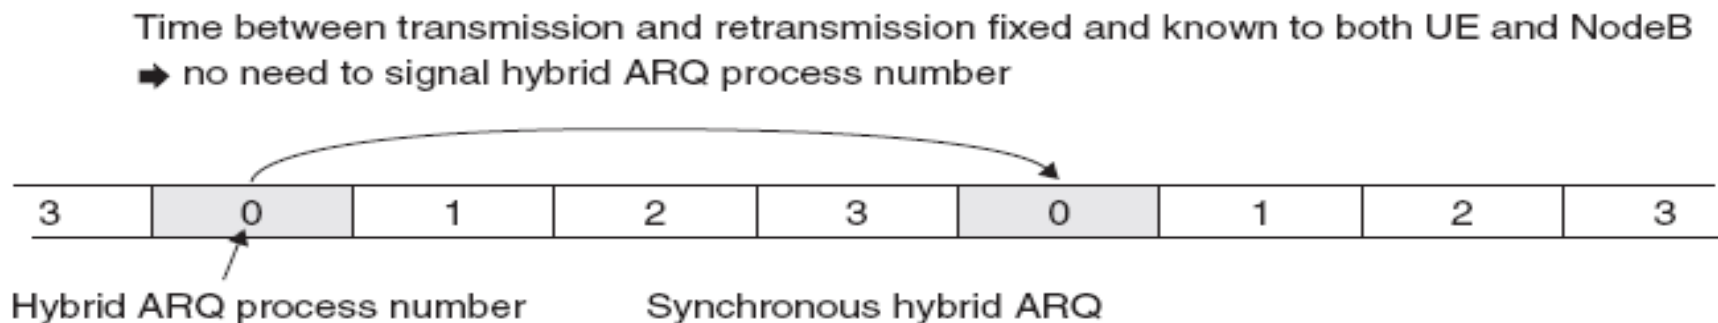 Time between transmission and retransmission fixed and known to both UE and NodeB
➡ no need to signal hybrid ARQ process number
3 0 1 2 3 0 1 2 3
Hybrid ARQ process number Synchronous hybrid ARQ